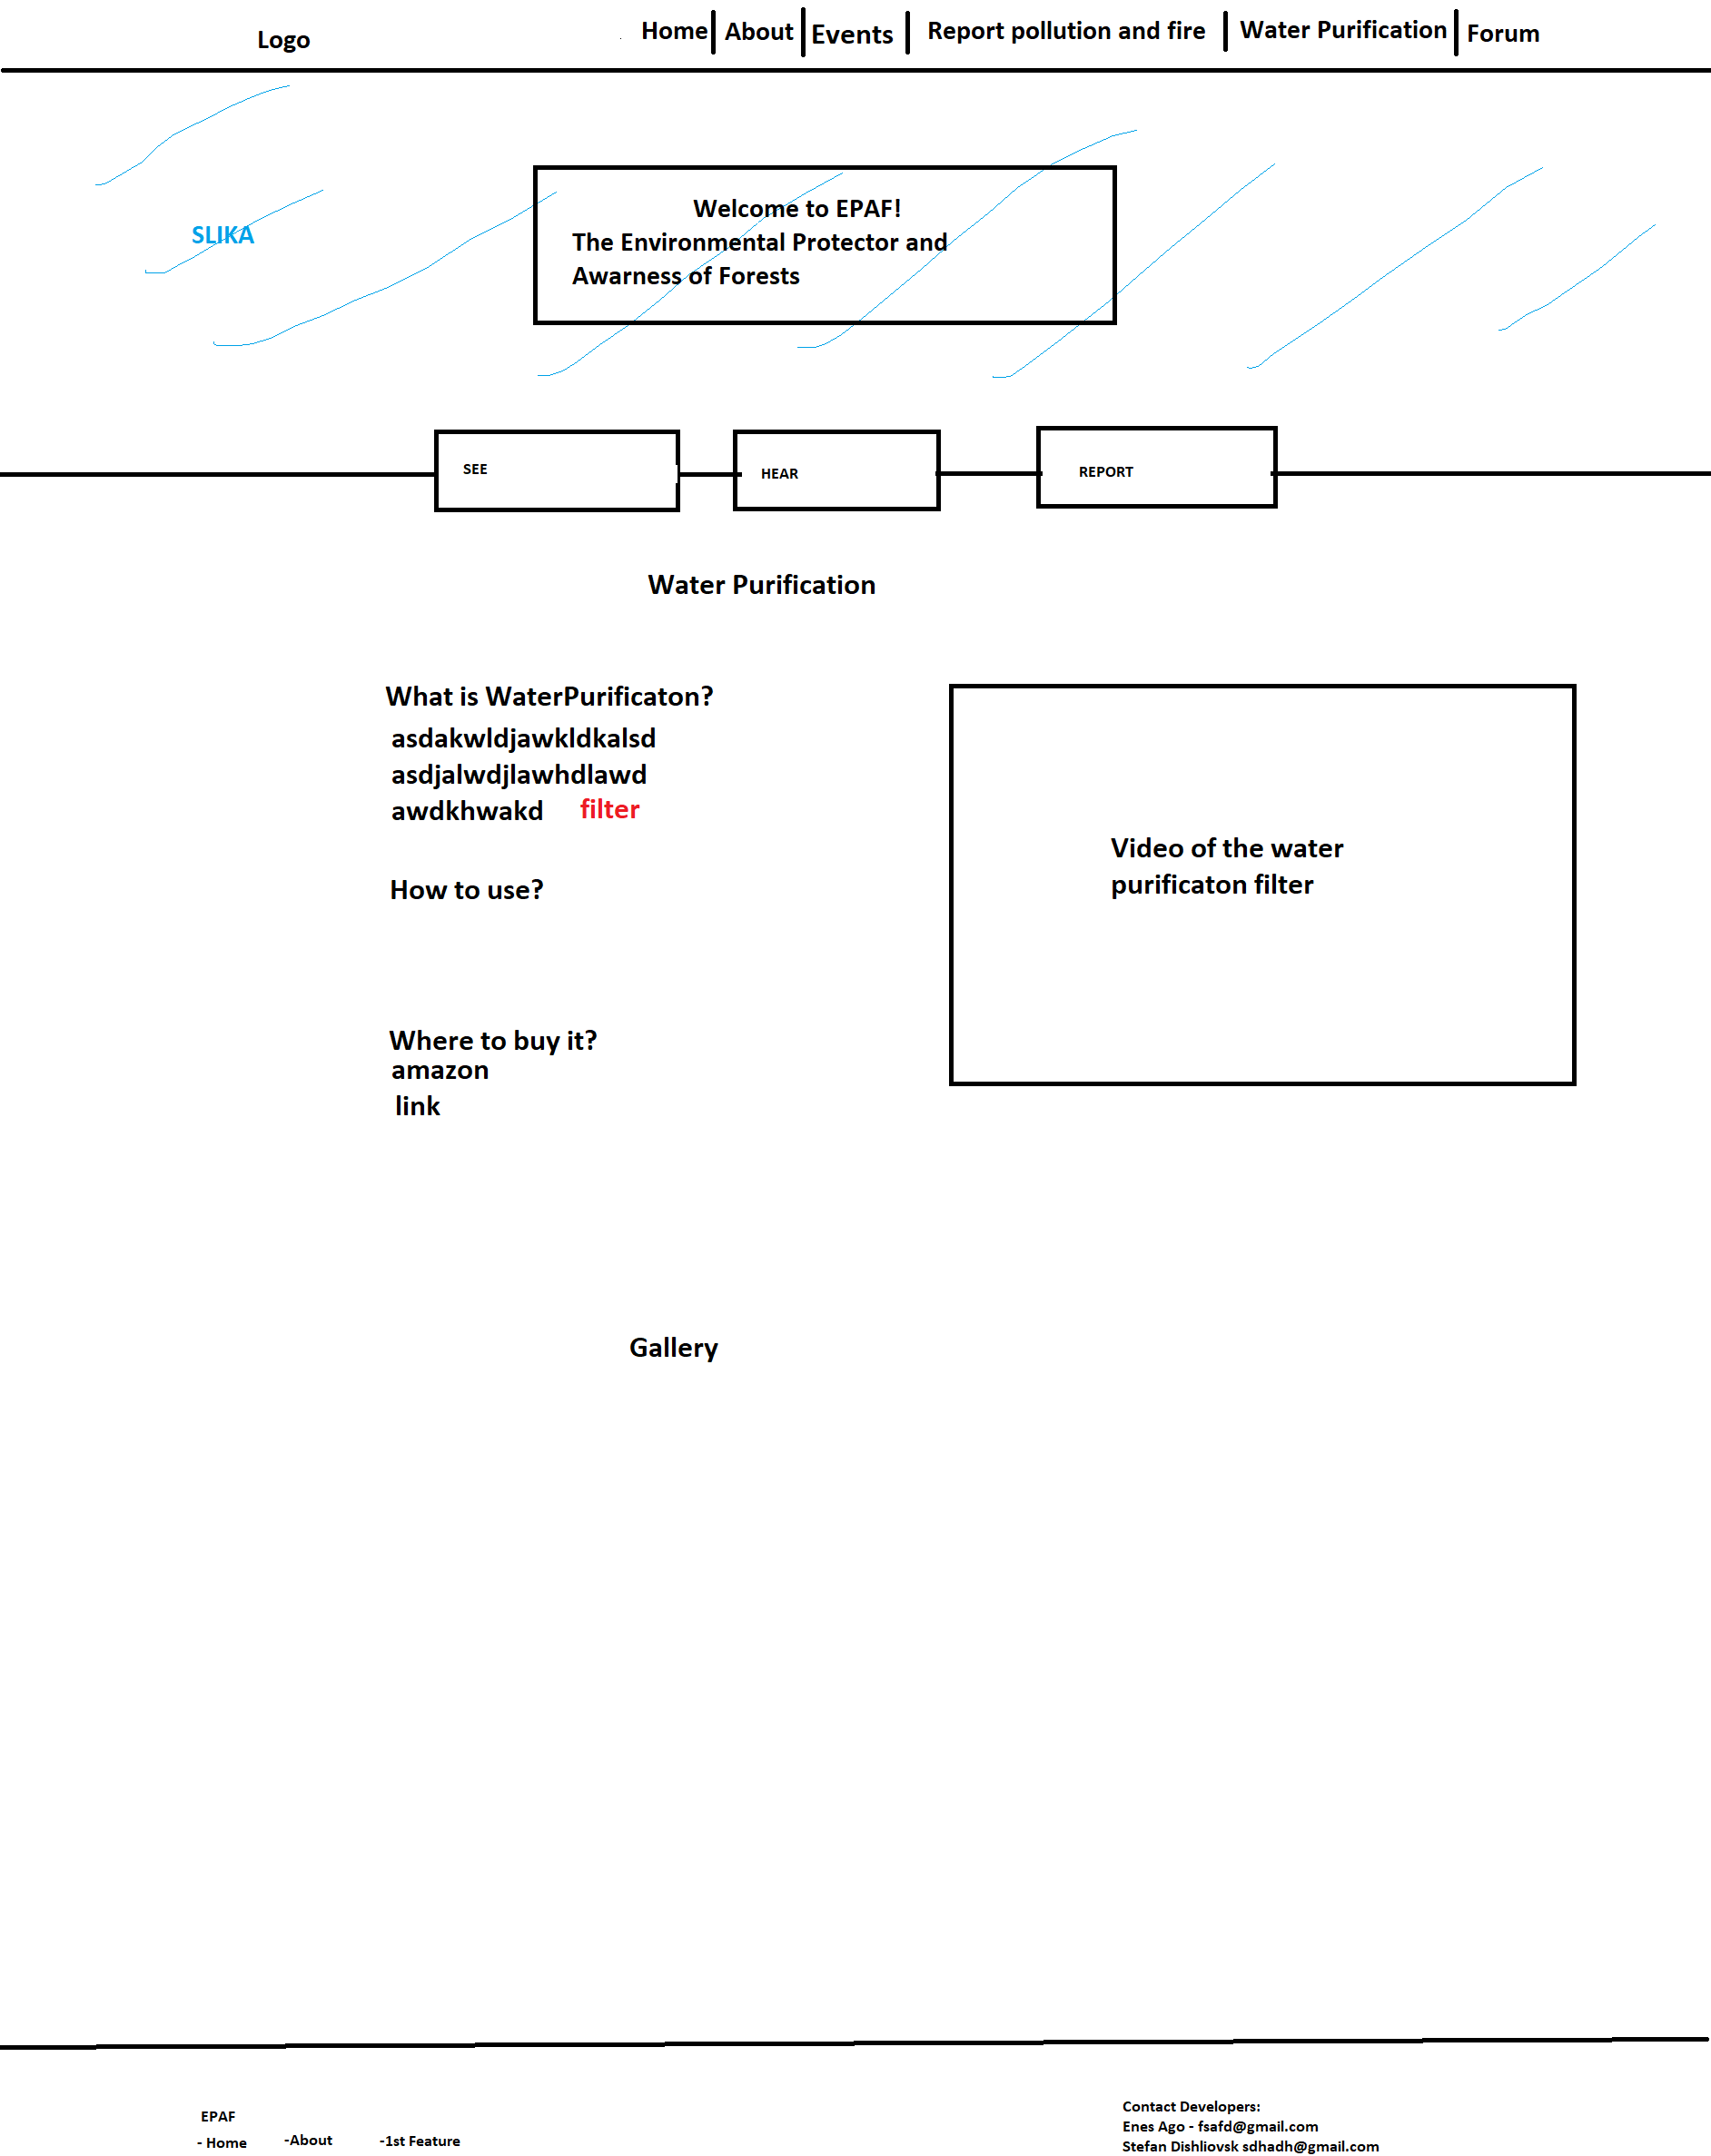 Logo
Home About Events Report pollution and fire Water Purification Forum
SLIKA
Welcome to EPAF!
The Environmental Protector and
Awarness of Forests
SEE
HEAR
REPORT
Water Purification
What is WaterPurificaton?
asdakwldjawkldkalsd
asdjalwdjlawhdlawd
awdkhwakd filter
How to use?
Where to buy it?
amazon
link
Video of the water
purificaton filter
Gallery
EPAF
- Home -About -1st Feature
Contact Developers:
Enes Ago - fsafd@gmail.com
Stefan Dishliovsk sdhadh@gmail.com